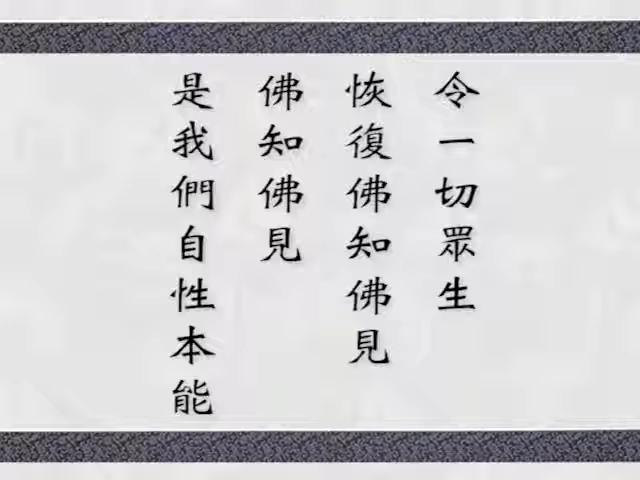 令一切眾生
恢復佛知佛見
佛知佛見
是我們自性本能